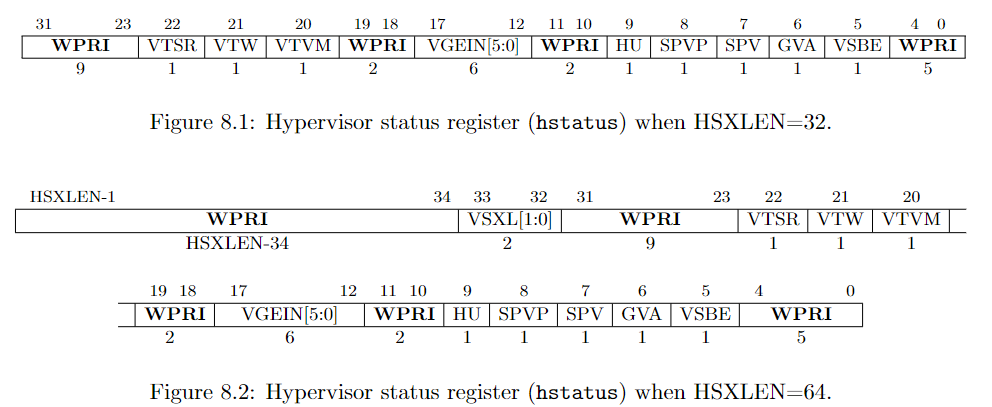 31 23 22 21 20 19 18 17 12 11 10 9 8 7 6 5 4 0
WPRI VTSR VTW VTVM WPRI VGEIN[5:0] WPRI HU SPVP SPV GVA VSBE WPRI
9 1 1 1 2 6 2 1 1 1 1 1 5
Figure 8.1: Hypervisor status register (hstatus) when HSXLEN=32.
HSXLEN-1 34 33 32 31 23 22 21 20
WPRI VSXL[1:0] WPRI VTSR VTW VTVM
HSXLEN-34 2 9 1 1 1
19 18 17 12 11 10 9 8 7 6 5 4 0
WPRI VGEIN[5:0] WPRI HU SPVP SPV GVA VSBE WPRI
2 6 2 1 1 1 1 1 5
Figure 8.2: Hypervisor status register (hstatus) when HSXLEN=64.